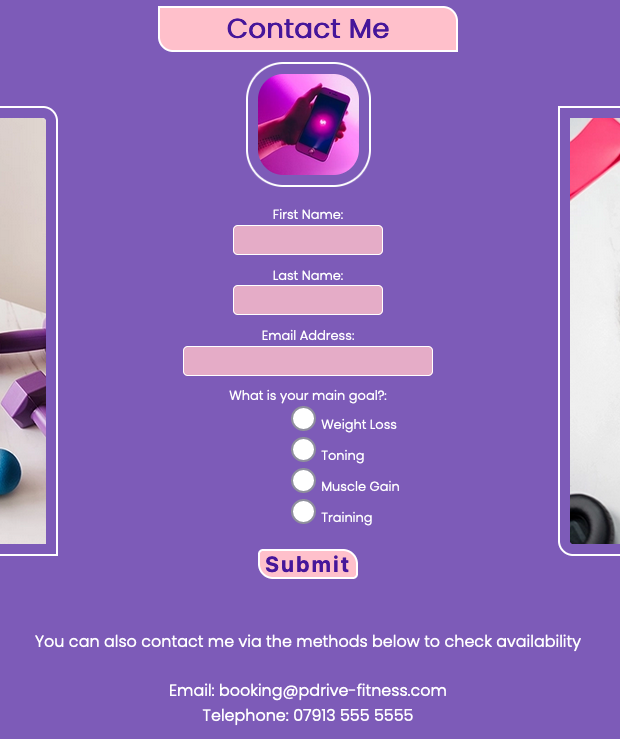 Contact Me
First Name:
Last Name:
Email Address:
What is your main goal?:
Weight Loss
Toning
Muscle Gain
Training
Submit
You can also contact me via the methods below to check availability
Email: booking@pdrive-fitness.com
Telephone: 07913 555 5555